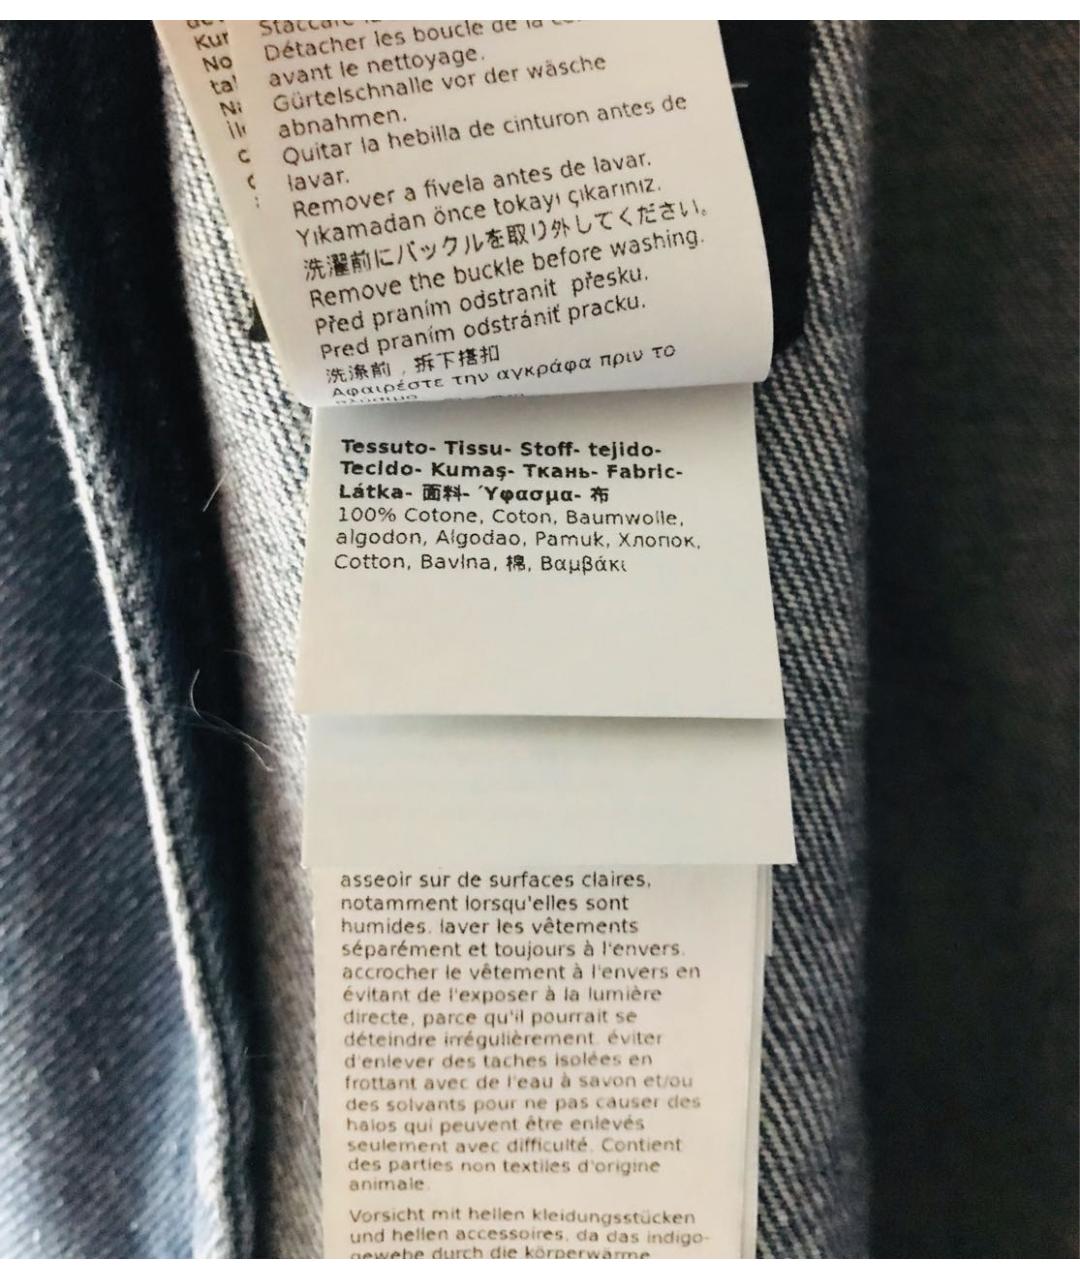 Kur
No
Staccare
Détacher les boucle de la
avant le nettoyage.
Gürtelschnalle vor der wäsche
abnahmen.
Quitar la hebilla de cinturon antes de
lavar.
Remover a fivela antes de lavar.
Yıkamadan önce tokayı çıkarınız.
洗濯前にバックルを取り外してください。
Remove the buckle before washing.
Před praním odstranit přesku.
Pred praním odstrániť pracku.
洗涤前，拆下搭扣
Αφαιρέστε την αγκράφα πριν το
Tessuto- Tissu- Stoff- tejido-
Tecido- Kumaş- Ткань- Fabric-
Látka- 面料- Ύφασμα- 布
100% Cotone, Coton, Baumwolle,
algodon, Algodao, Pamuk, Хлопок,
Cotton, Bavlna, 棉, Βαμβάκι
asseoir sur de surfaces claires,
notamment lorsqu'elles sont
humides. laver les vêtements
séparément et toujours à l'envers.
accrocher le vêtement à l'envers en
évitant de l'exposer à la lumière
directe, parce qu'il pourrait se
déteindre irrégulièrement. éviter
d'enlever des taches isolées en
frottant avec de l'eau à savon et/ou
des solvants pour ne pas causer des
halos qui peuvent être enlevés
seulement avec difficulté. Contient
des parties non textiles d'origine
animale.
Vorsicht mit hellen kleidungsstücken
und hellen accessoires, da das indigo-
gewebe durch die körperwärme